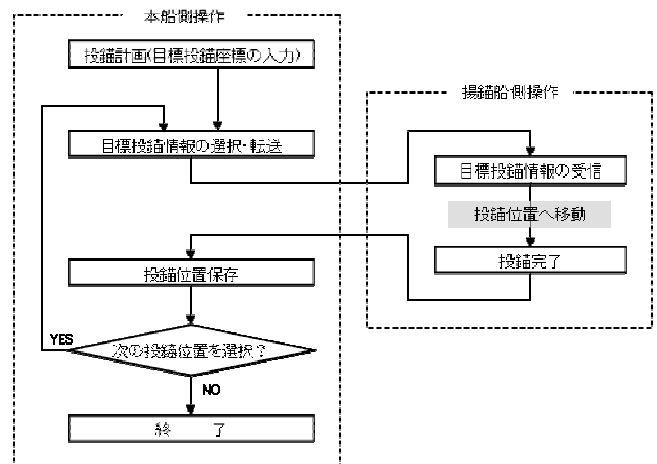 本船側操作
投錨計画(目標投錨座標の入力)
揚錨船側操作
目標投錨情報の選択・転送
目標投錨情報の受信
投錨位置へ移動
投錨完了
投錨位置保存
YES
次の投錨位置を選択？
NO
終　了